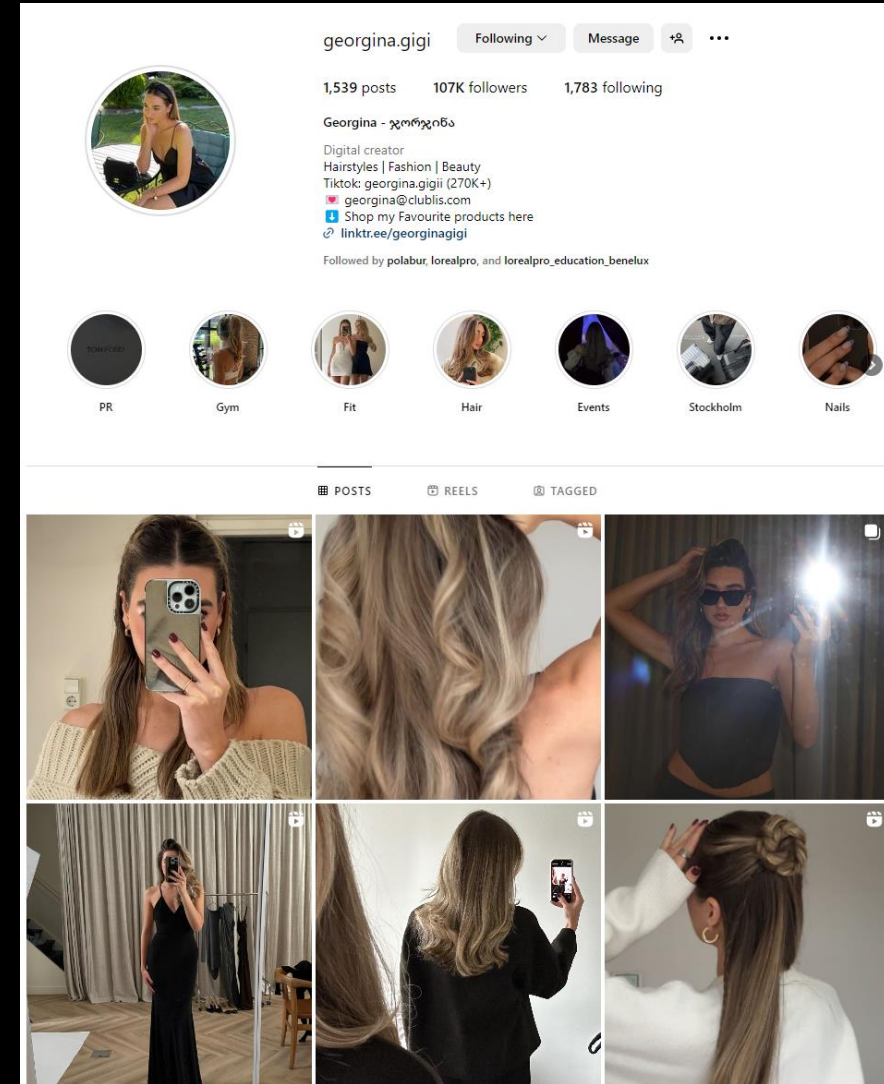 georgina.gigi Following Message
1,539 posts 107K followers 1,783 following
Georgina - ჯორჯინა
Digital creator
Hairstyles | Fashion | Beauty
Tiktok: georgina.gigii (270K+)
💌 georgina@clublis.com
⬇️ Shop my Favourite products here
linktr.ee/georginagigi
Followed by polabur, lorealpro, and lorealpro_education_benelux
TOM FORD
PR Gym Fit Hair Events Stockholm Nails
POSTS REELS TAGGED